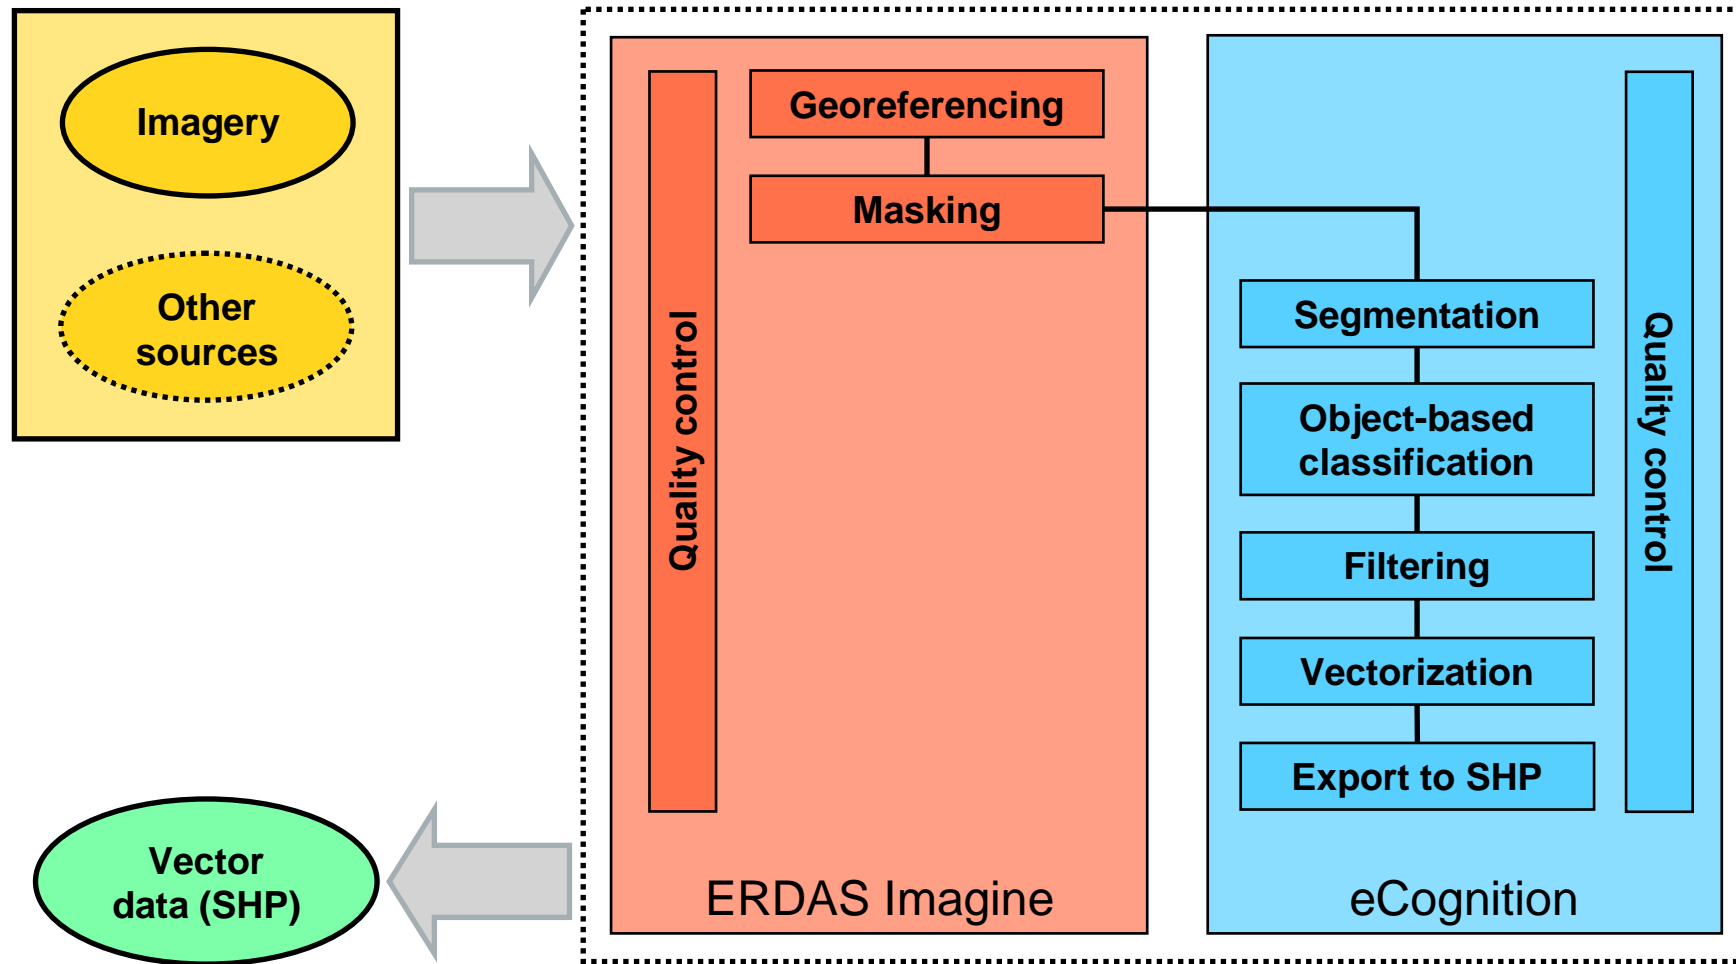 Imagery
Other
sources
Vector
data (SHP)
Quality control
Georeferencing
Masking
ERDAS Imagine
Segmentation
Object-based
classification
Filtering
Vectorization
Export to SHP
Quality control
eCognition